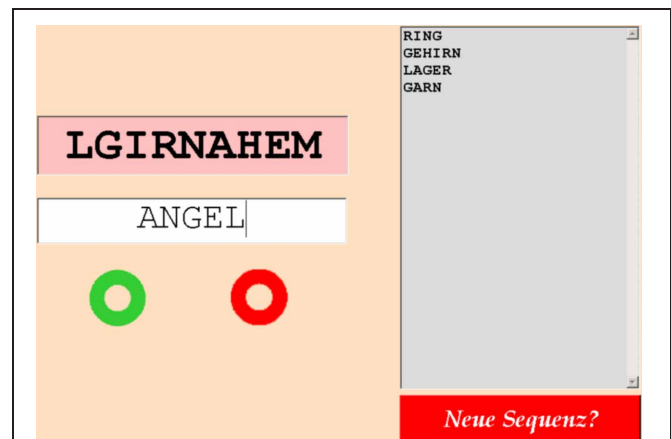 RING
GEHIRN
LAGER
GARN
LGIRNAHEM
ANGEL
Neue Sequenz?